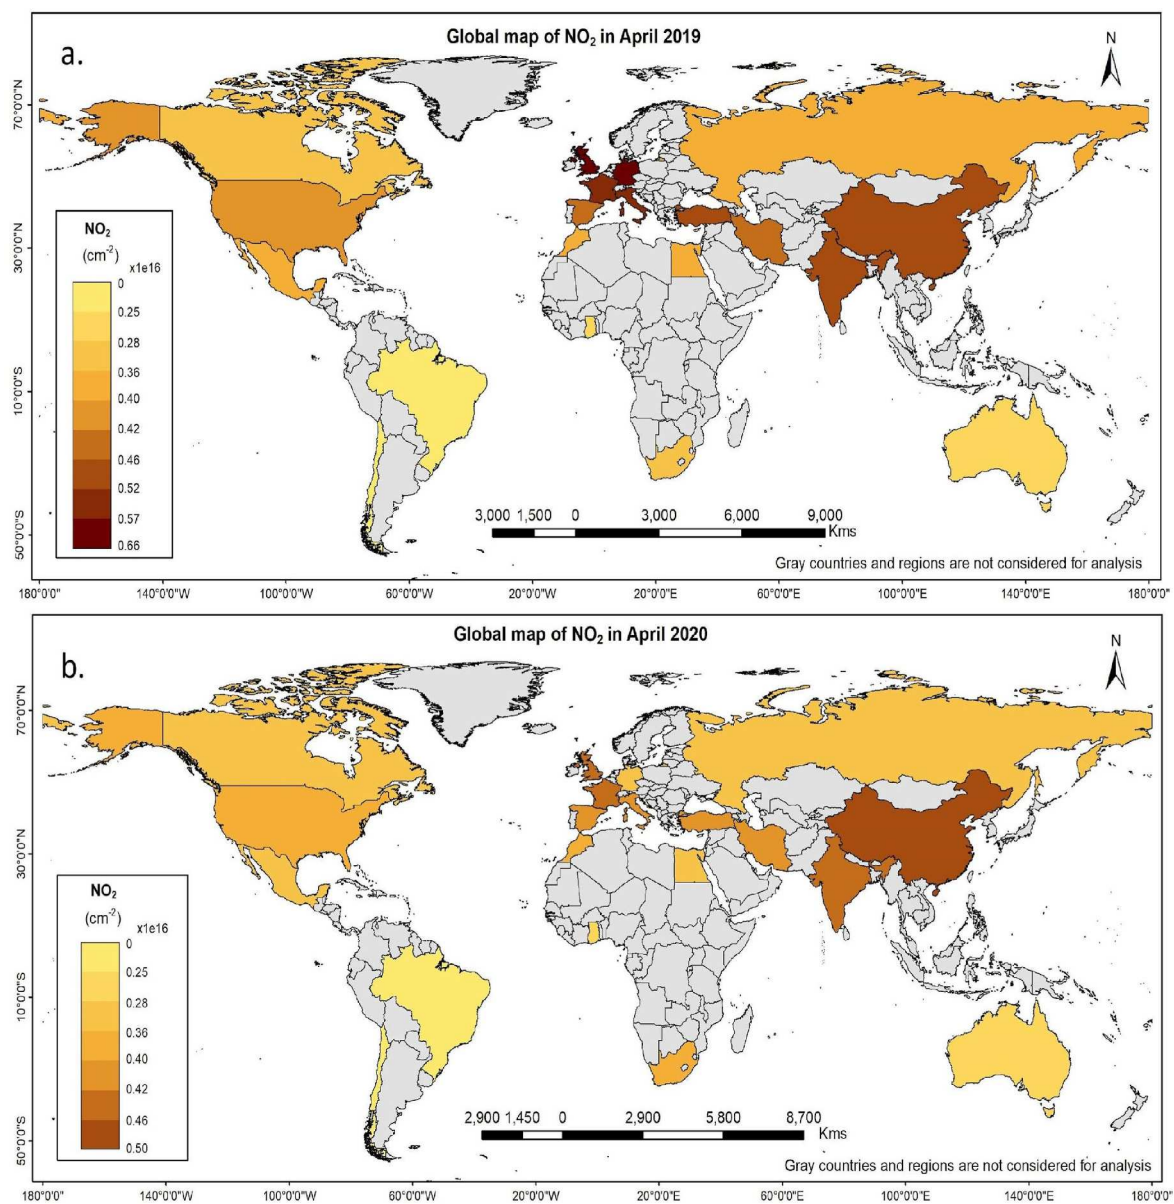 Global map of NO2 in April 2019
a.
N
70°0'0"N
30°0'0"N
10°0'0"S
50°0'0"S
NO2
(cm-2)
x1e16
0
0.25
0.28
0.36
0.40
0.42
0.46
0.52
0.57
0.66
3,000 1,500 0 3,000 6,000 9,000
Kms
Gray countries and regions are not considered for analysis
180°0'0" 140°0'0"W 100°0'0"W 60°0'0"W 20°0'0"W 20°0'0"E 60°0'0"E 100°0'0"E 140°0'0"E 180°0'0"
Global map of NO2 in April 2020
b.
N
70°0'0"N
30°0'0"N
10°0'0"S
50°0'0"S
NO2
(cm-2)
x1e16
0
0.25
0.28
0.36
0.40
0.42
0.46
0.50
2,900 1,450 0 2,900 5,800 8,700
Kms
Gray countries and regions are not considered for analysis
180°0'0" 140°0'0"W 100°0'0"W 60°0'0"W 20°0'0"W 20°0'0"E 60°0'0"E 100°0'0"E 140°0'0"E 180°0'0"